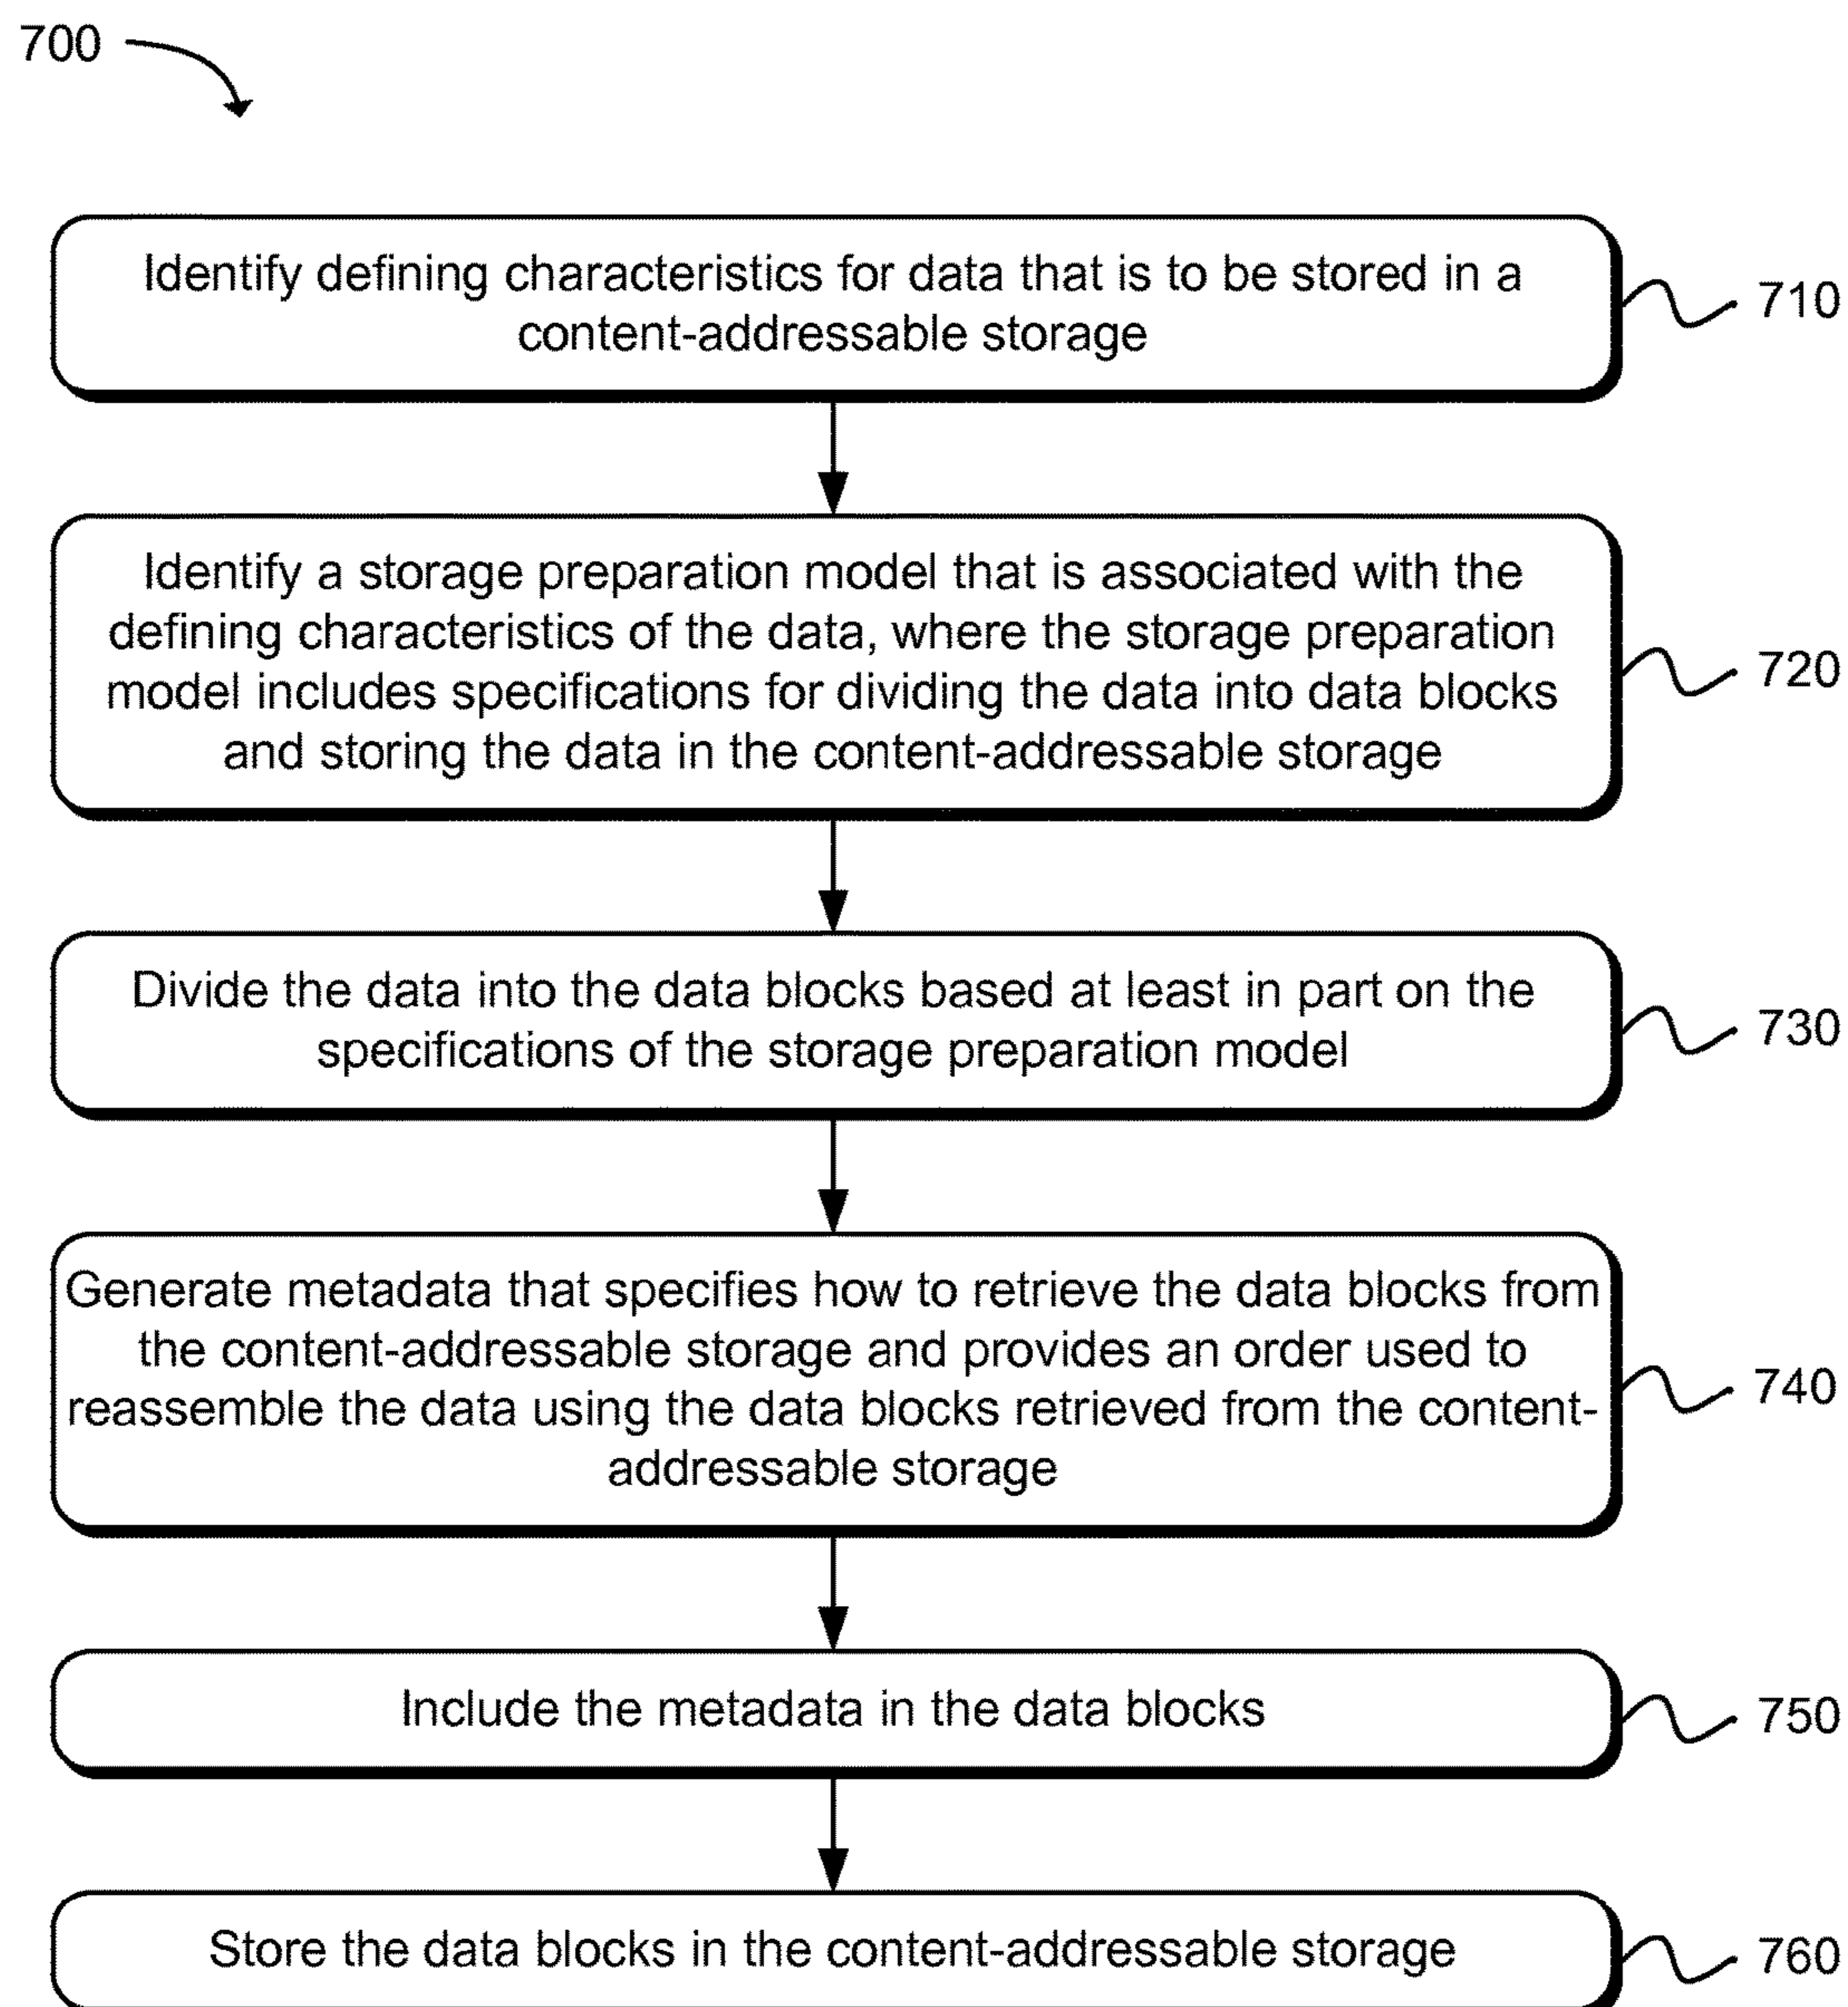 700
Identify defining characteristics for data that is to be stored in a
content-addressable storage
710
Identify a storage preparation model that is associated with the
defining characteristics of the data, where the storage preparation
model includes specifications for dividing the data into data blocks
and storing the data in the content-addressable storage
720
Divide the data into the data blocks based at least in part on the
specifications of the storage preparation model
730
Generate metadata that specifies how to retrieve the data blocks from
the content-addressable storage and provides an order used to
reassemble the data using the data blocks retrieved from the content-
addressable storage
740
Include the metadata in the data blocks
750
Store the data blocks in the content-addressable storage
760